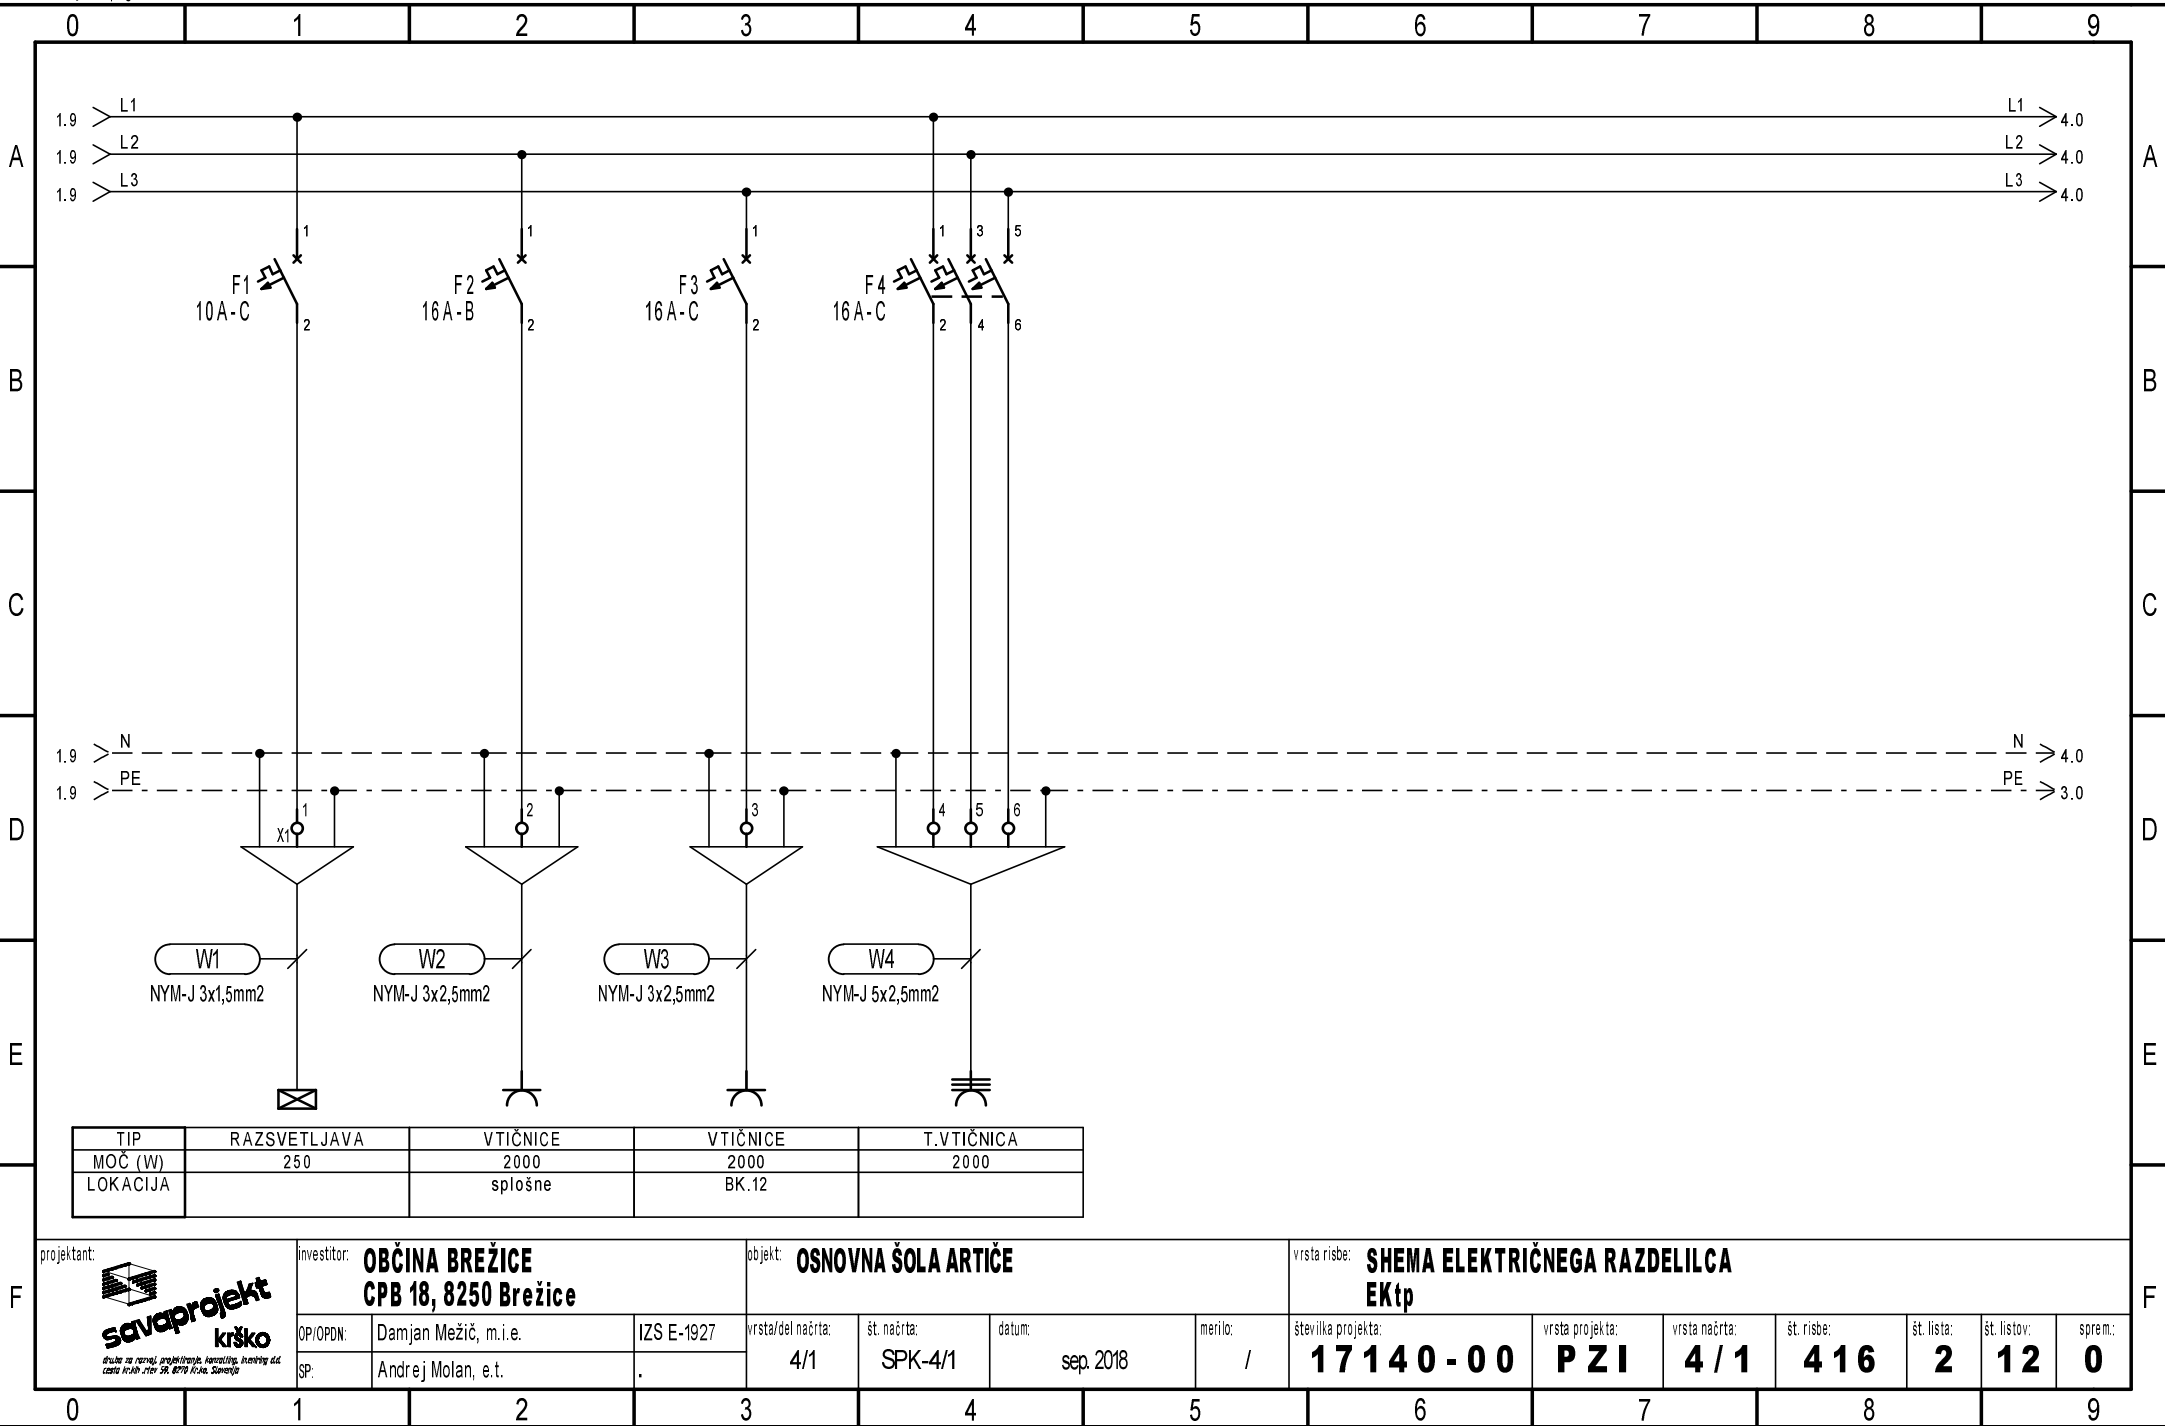 0 1 2 3 4 5 6 7 8 9
1.9 L1 L1 4.0
A 1.9 L2 L2 4.0 A
1.9 L3 L3 4.0
1 1 1 1 3 5
F1 F2 F3 F4
10A-C 16A-B 16A-C 16A-C
2 2 2 2 4 6
B B
C C
1.9 N N 4.0
1.9 PE PE 3.0
1 2 3 4 5 6
D X1 D
W1 W2 W3 W4
NYM-J 3x1,5mm2 NYM-J 3x2,5mm2 NYM-J 3x2,5mm2 NYM-J 5x2,5mm2
E E
TIP RAZSVETLJAVA VTIČNICE VTIČNICE T.VTIČNICA
MOČ (W) 250 2000 2000 2000
LOKACIJA splošne BK.12
projektant: investitor: OBČINA BREŽICE objekt: OSNOVNA ŠOLA ARTIČE vrsta risbe: SHEMA ELEKTRIČNEGA RAZDELILCA
F CPB 18, 8250 Brežice EKtp F
savaprojekt
krško
OP/OPDN: Damjan Mežič, m.i.e. IZS E-1927 vrsta/del načrta: št. načrta: datum: merilo: številka projekta: vrsta projekta: vrsta načrta: št. risbe: št. lista: št. listov: sprem.:
SP: Andrej Molan, e.t. . 4/1 SPK-4/1 sep. 2018 / 17140-00 PZI 4/1 416 2 12 0
0 1 2 3 4 5 6 7 8 9